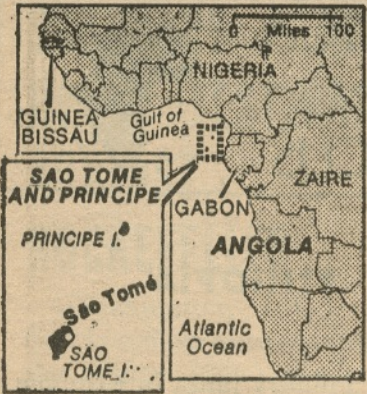 0 Miles 100
NIGERIA
GUINEA
BISSAU
Gulf of
Guinea
SAO TOME
AND PRINCIPE
ZAIRE
GABON
PRINCIPE I.
ANGOLA
São Tomé
Atlantic
Ocean
SÃO
TOME I.